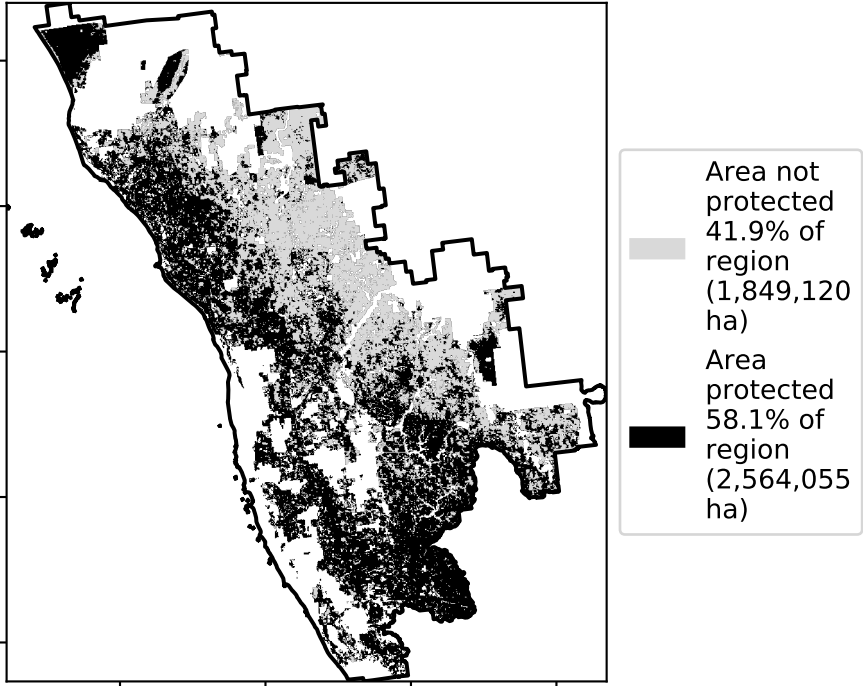 Area not
protected
41.9% of
region
(1,849,120
ha)
Area
protected
58.1% of
region
(2,564,055
ha)